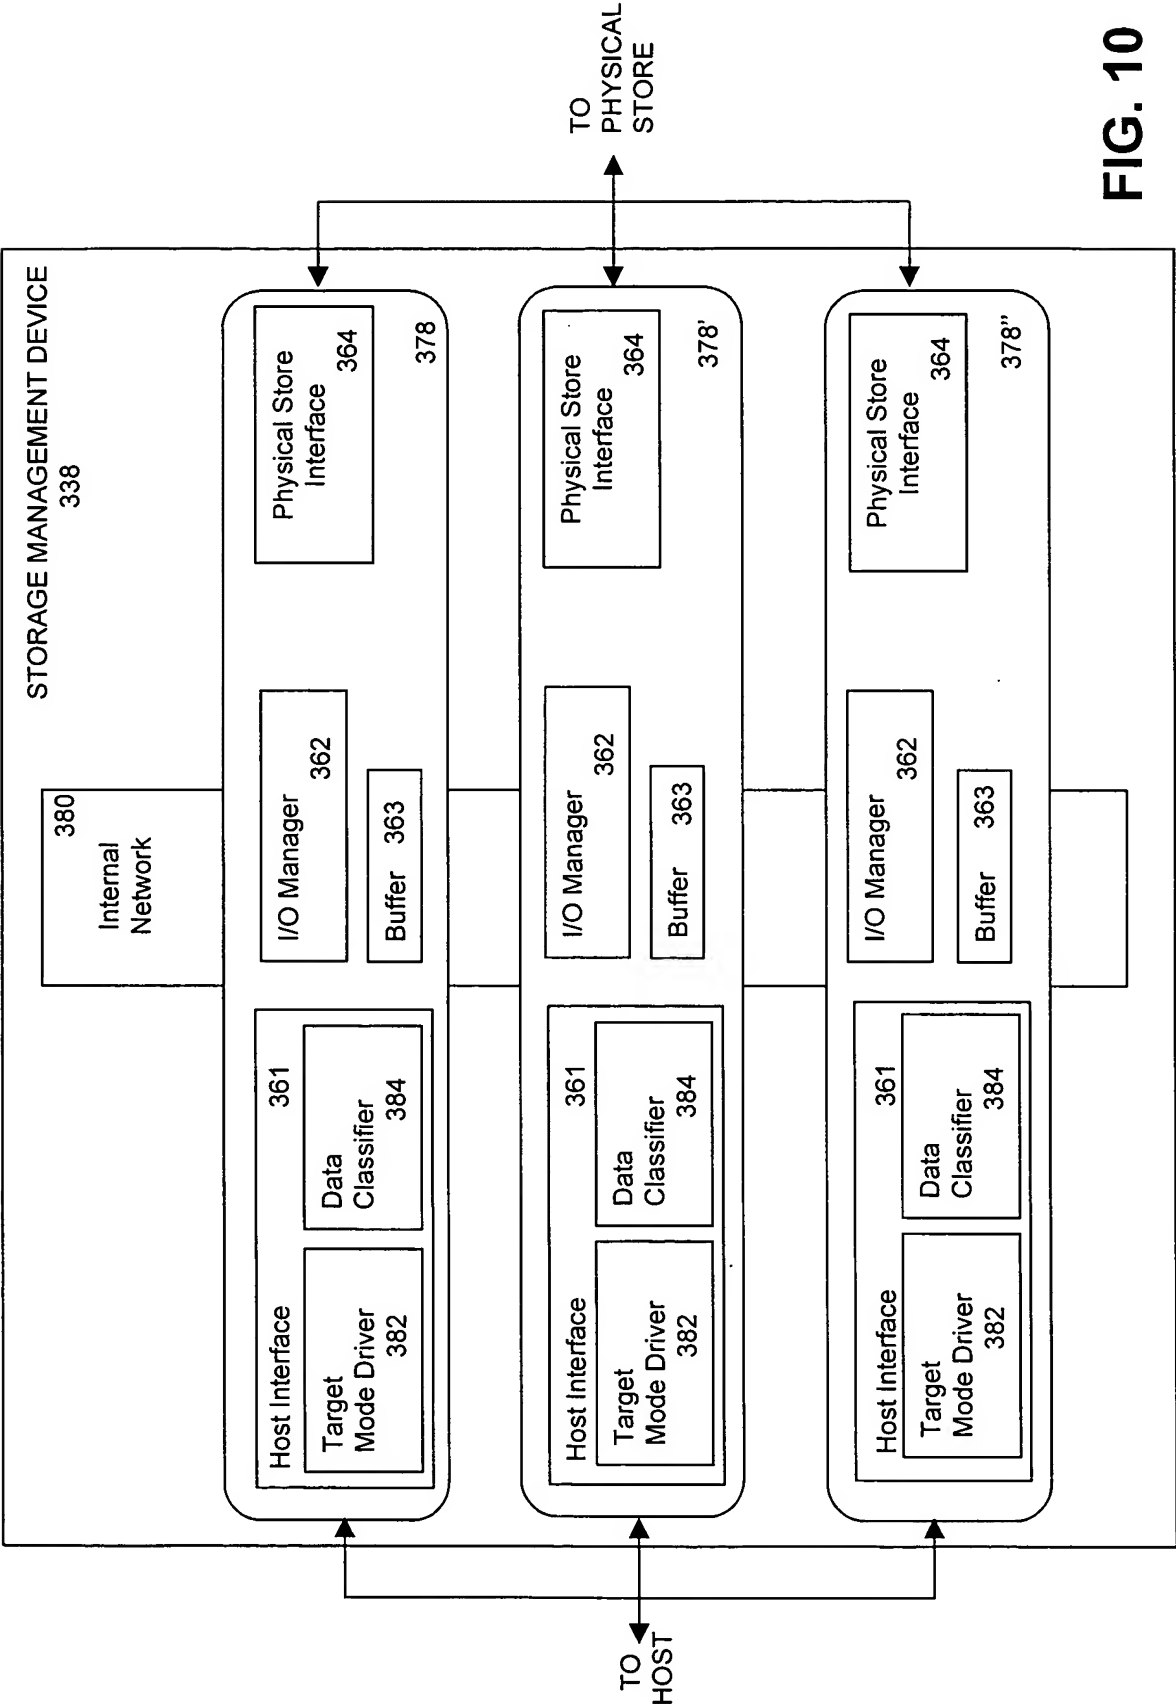 STORAGE MANAGEMENT DEVICE
338
380
Internal
Network
Host Interface
361
Target
Mode Driver
382
Data
Classifier
384
I/O Manager
362
Buffer 363
Physical Store
Interface
364
378
Host Interface
361
Target
Mode Driver
382
Data
Classifier
384
I/O Manager
362
Buffer 363
Physical Store
Interface
364
378'
Host Interface
361
Target
Mode Driver
382
Data
Classifier
384
I/O Manager
362
Buffer 363
Physical Store
Interface
364
378''
TO
HOST
TO
PHYSICAL
STORE
FIG. 10